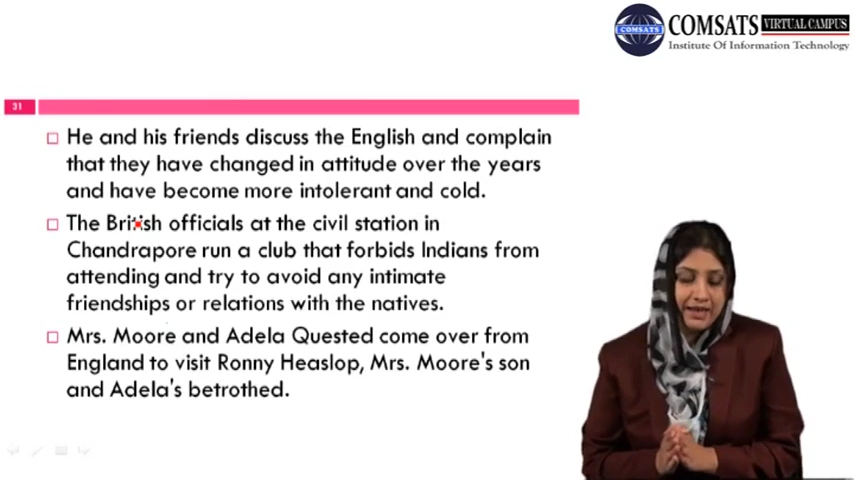 COMSATS VIRTUAL CAMPUS
COMSATS
Institute Of Information Technology
31
He and his friends discuss the English and complain
that they have changed in attitude over the years
and have become more intolerant and cold.
The British officials at the civil station in
Chandrapore run a club that forbids Indians from
attending and try to avoid any intimate
friendships or relations with the natives.
Mrs. Moore and Adela Quested come over from
England to visit Ronny Heaslop, Mrs. Moore's son
and Adela's betrothed.